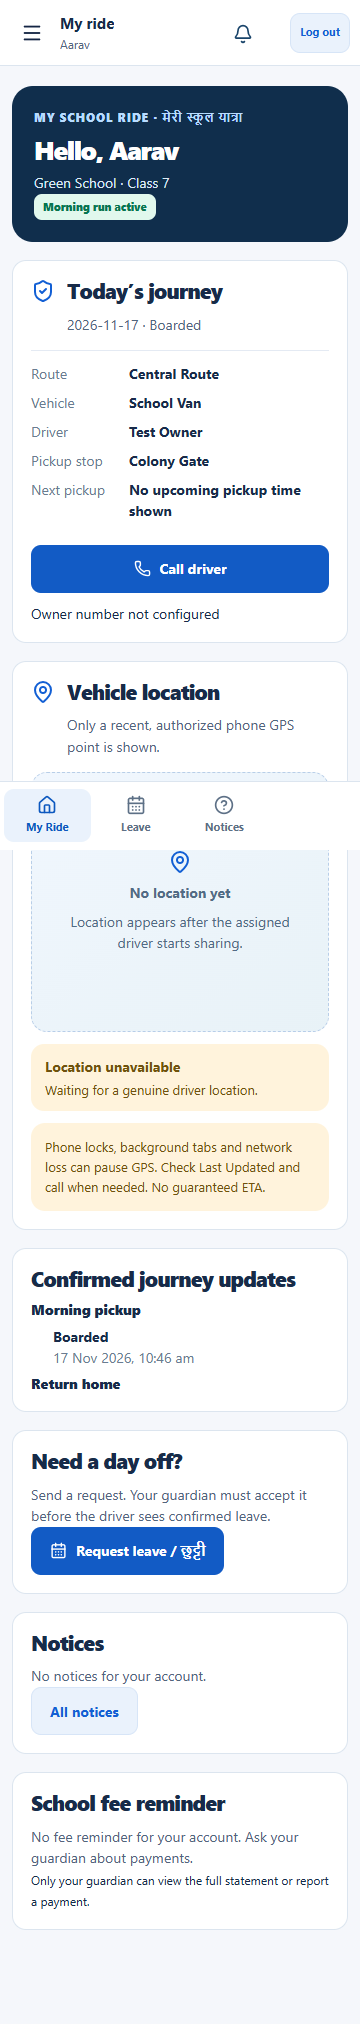 My ride
Aarav
Log out
MY SCHOOL RIDE · मेरी स्कूल यात्रा
Hello, Aarav
Green School · Class 7
Morning run active
Today's journey
2026-11-17 · Boarded
Route Central Route
Vehicle School Van
Driver Test Owner
Pickup stop Colony Gate
Next pickup No upcoming pickup time
shown
Call driver
Owner number not configured
Vehicle location
Only a recent, authorized phone GPS
point is shown.
My Ride
Leave
Notices
No location yet
Location appears after the assigned
driver starts sharing.
Location unavailable
Waiting for a genuine driver location.
Phone locks, background tabs and network
loss can pause GPS. Check Last Updated and
call when needed. No guaranteed ETA.
Confirmed journey updates
Morning pickup
Boarded
17 Nov 2026, 10:46 am
Return home
Need a day off?
Send a request. Your guardian must accept it
before the driver sees confirmed leave.
Request leave / छुट्टी
Notices
No notices for your account.
All notices
School fee reminder
No fee reminder for your account. Ask your
guardian about payments.
Only your guardian can view the full statement or report
a payment.